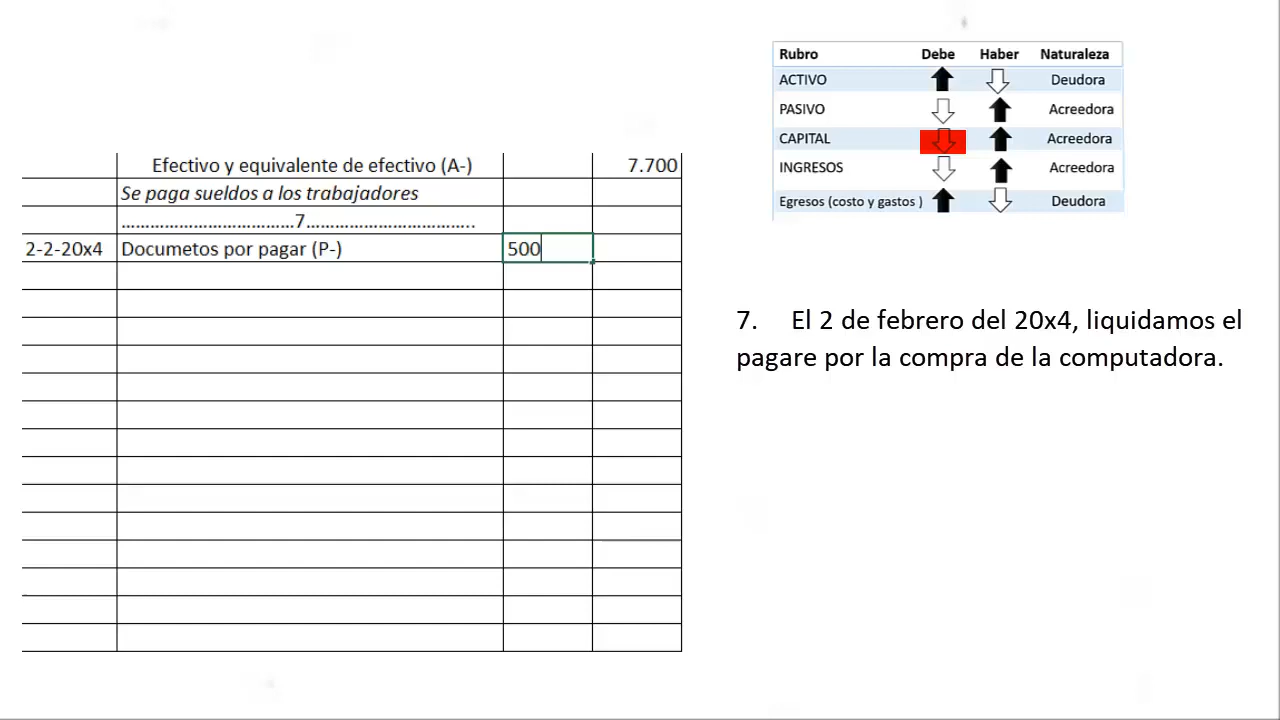 Rubro Debe Haber Naturaleza
ACTIVO Deudora
PASIVO Acreedora
CAPITAL Acreedora
INGRESOS Acreedora
Egresos (costo y gastos ) Deudora
Efectivo y equivalente de efectivo (A-) 7.700
Se paga sueldos a los trabajadores
…………………………………7………………………………..
2-2-20x4 Documetos por pagar (P-) 500
7. El 2 de febrero del 20x4, liquidamos el
pagare por la compra de la computadora.